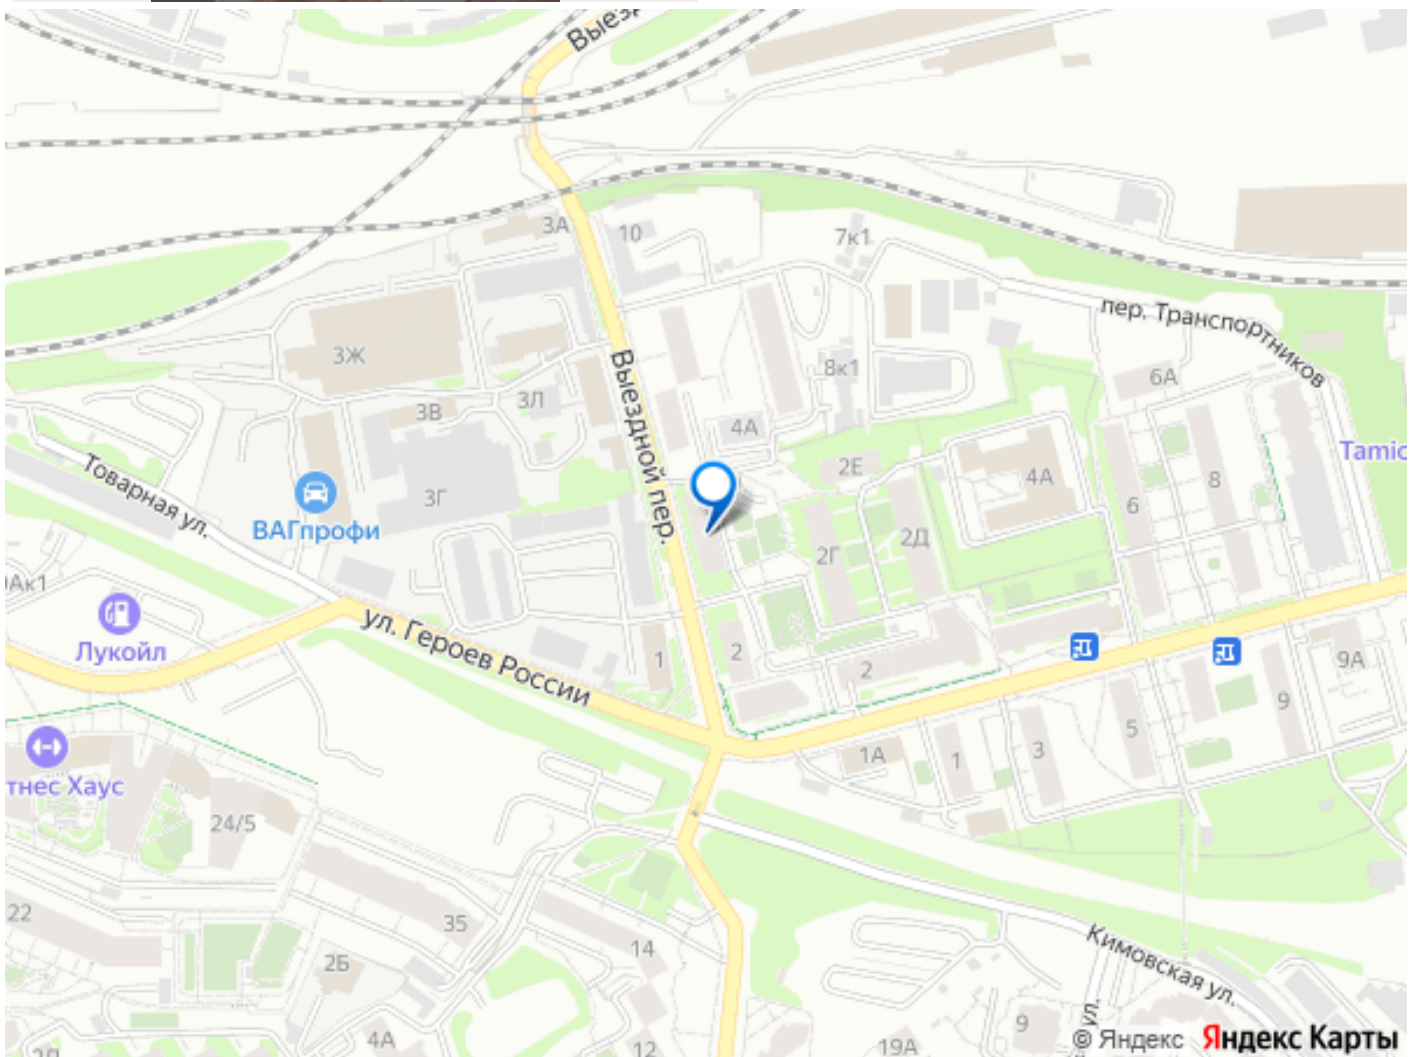 Выезд
3А
10
7к1
пер. Транспортников
3Ж
Выездной пер.
8к1
6А
3В
3Л
4А
Tamic
Товарная ул.
3Г
2Е
4А
8
6
ВАГпрофи
2Г
2Д
Ак1
Лукойл
ул. Героев России
1
2
2
9А
9
5
3
1
1А
тнес Хаус
24/5
22
35
14
2Б
Кимовская ул.
ул.
9
4А
12
19А
© Яндекс Яндекс Карты